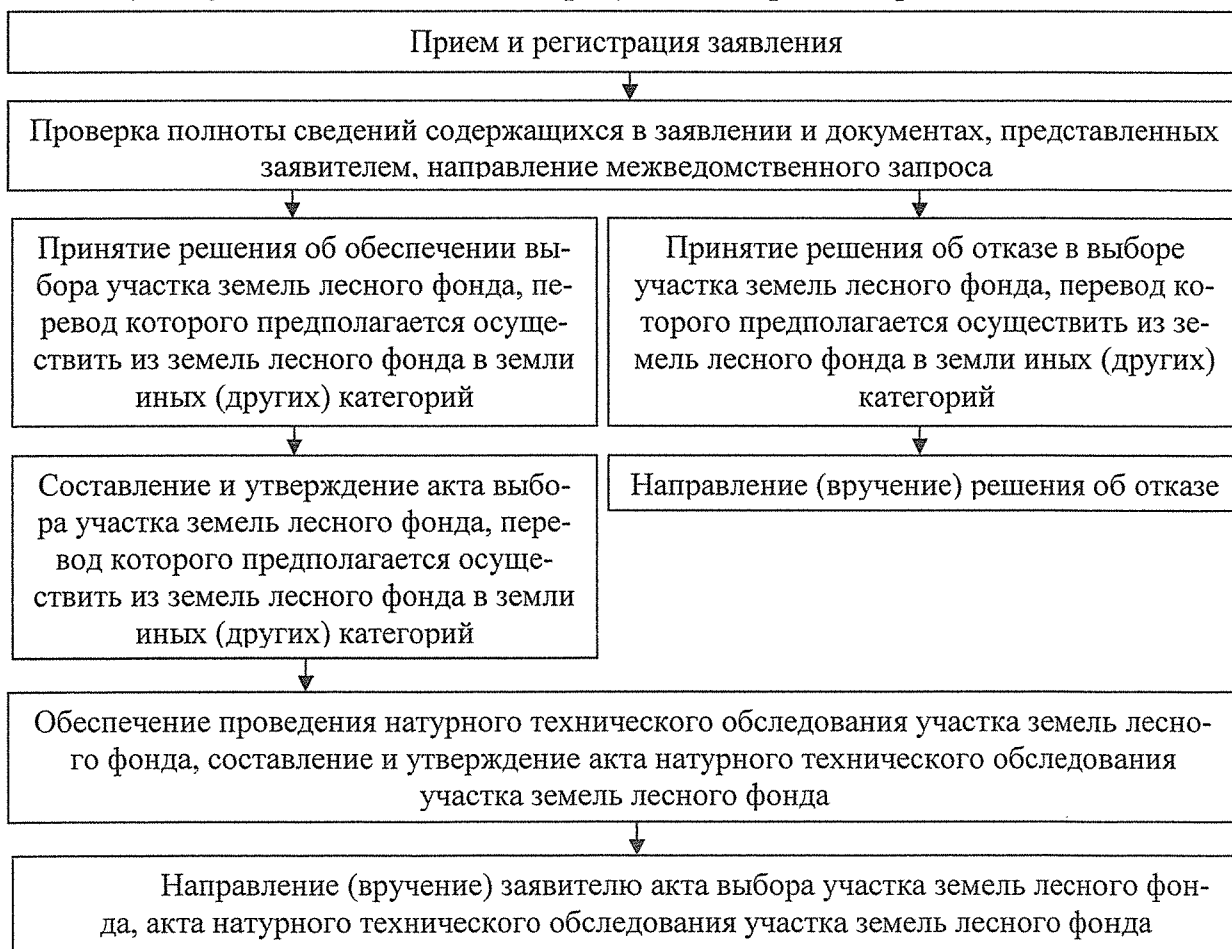 Прием и регистрация заявления
Проверка полноты сведений содержащихся в заявлении и документах, представленных
заявителем, направление межведомственного запроса
Принятие решения об обеспечении вы-
бора участка земель лесного фонда, пе-
ревод которого предполагается осуще-
ствить из земель лесного фонда в земли
иных (других) категорий
Принятие решения об отказе в выборе
участка земель лесного фонда, перевод ко-
торого предполагается осуществить из зе-
мель лесного фонда в земли иных (других)
категорий
Составление и утверждение акта выбо-
ра участка земель лесного фонда, пере-
вод которого предполагается осуще-
ствить из земель лесного фонда в земли
иных (других) категорий
Направление (вручение) решения об отказе
Обеспечение проведения натурного технического обследования участка земель лесно-
го фонда, составление и утверждение акта натурного технического обследования
участка земель лесного фонда
Направление (вручение) заявителю акта выбора участка земель лесного фон-
да, акта натурного технического обследования участка земель лесного фонда